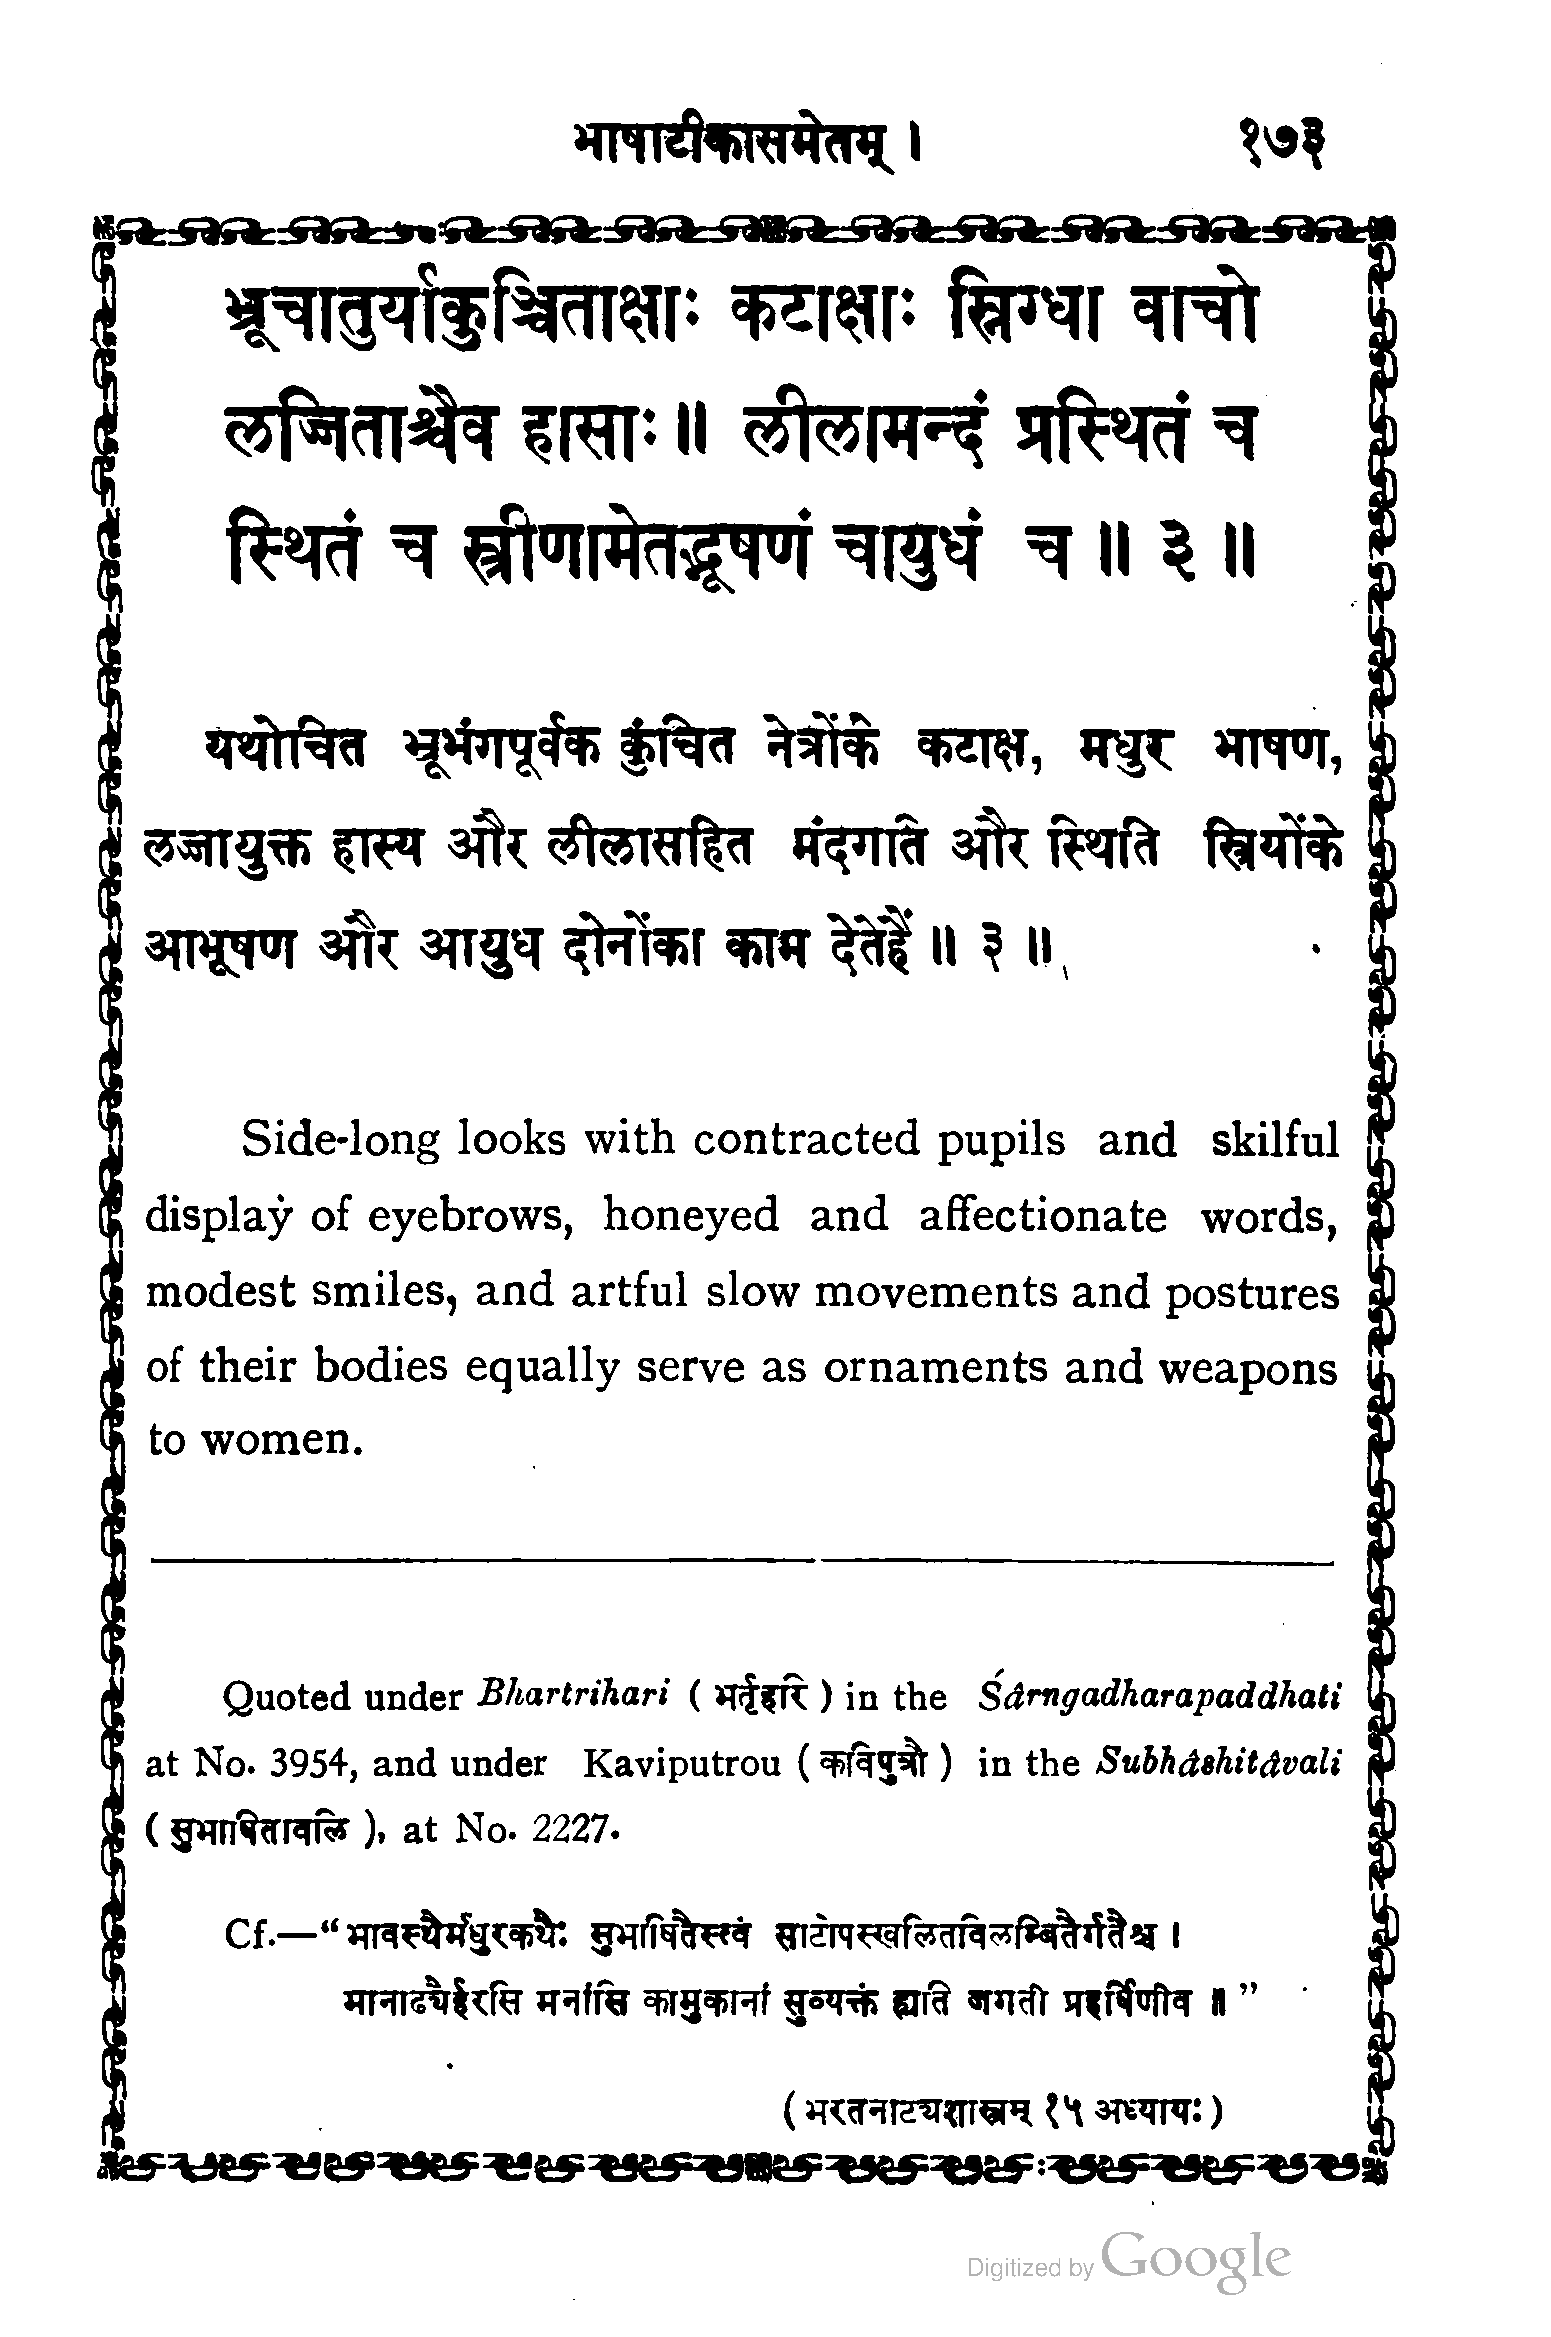 भाषाटीकासमेतम् । १७३
भ्रूचातुर्याकुञ्चिताक्षाः कटाक्षाः स्निग्धा वाचो
लज्जिताश्चैव हासाः ॥ लीलामन्दं प्रस्थितं च
स्थितं च स्त्रीणामेतद्भूषणं चायुधं च ॥ ३ ॥
यथोचित भ्रूभंगपूर्वक कुंचित नेत्रोंके कटाक्ष, मधुर भाषण,
लज्जायुक्त हास्य और लीलासहित मंदगति और स्थिति स्त्रियोंके
आभूषण और आयुध दोनोंका काम देतेहैं ॥ ३ ॥
Side-long looks with contracted pupils and skilful
display of eyebrows, honeyed and affectionate words,
modest smiles, and artful slow movements and postures
of their bodies equally serve as ornaments and weapons
to women.
Quoted under Bhartrihari ( भर्तृहरि ) in the Śârngadharapaddhati
at No. 3954, and under Kaviputrou ( कविपुत्रौ ) in the Subhâshitâvali
( सुभाषितावलि ), at No. 2227.
Cf.—“ भावस्थैर्मधुरकथैः सुभाषितैस्त्वं साटोपस्खलितविलम्बितैर्गतैश्च ।
मानाढ्यैर्हरसि मनांसि कामुकानां सुव्यक्तं ह्यति जगती प्रहर्षिणीव ॥ ”
( भरतनाट्यशास्त्रम् १५ अध्यायः )
Digitized by Google